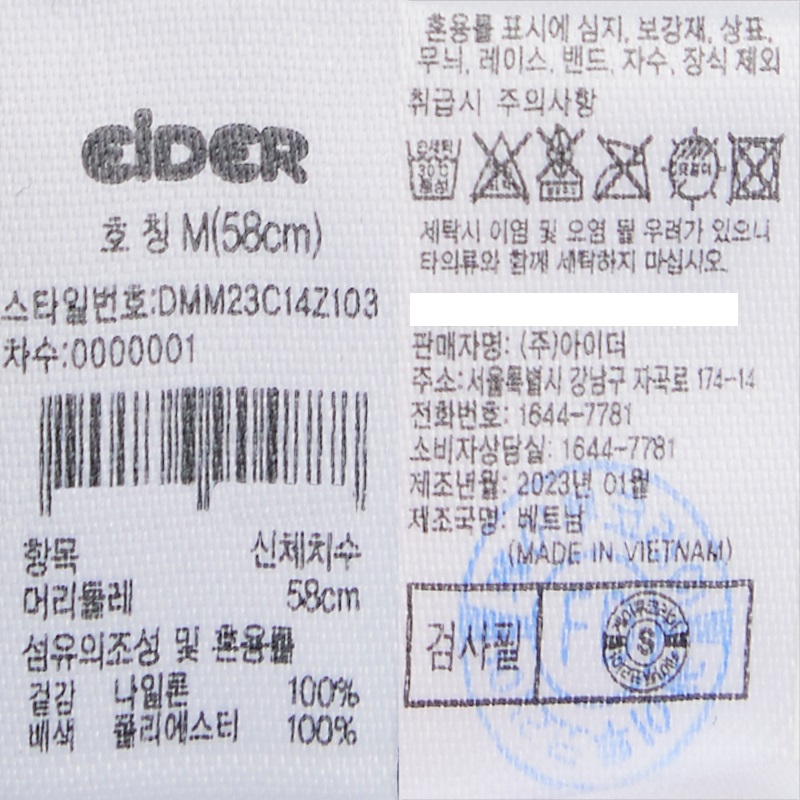 EiDER
호 칭 M(58cm)
스타일번호:DMM23C14Z103
차수:0000001
항목 신체치수
머리둘레 58cm
섬유의조성 및 혼용률
겉감 나일론 100%
배색 폴리에스터 100%
혼용률 표시에 심지, 보강재, 상표,
무늬, 레이스, 밴드, 자수, 장식 제외
취급시 주의사항
손세탁
30℃
중성
세탁시 이염 및 오염 될 우려가 있으니
타의류와 함께 세탁하지 마십시오.
판매자명: (주)아이더
주소:서울특별시 강남구 자곡로 174-14
전화번호: 1644-7781
소비자상담실: 1644-7781
제조년월: 2023년 01월
제조국명: 베트남
(MADE IN VIETNAM)
검사필
S